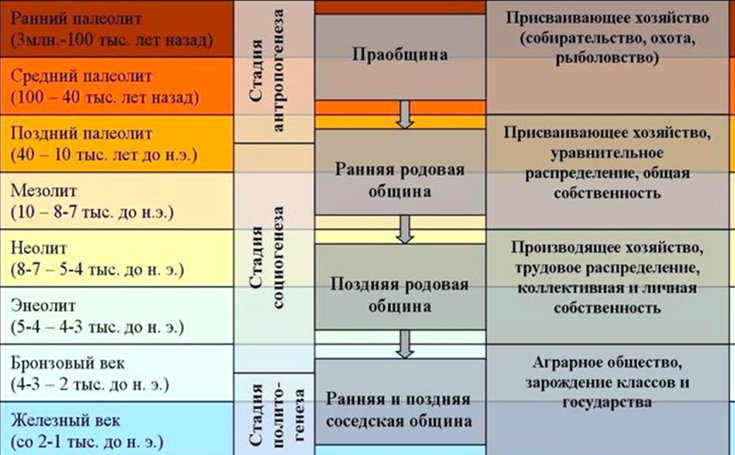 Ранний палеолит
(3млн.-100 тыс. лет назад)
Средний палеолит
(100 – 40 тыс. лет назад)
Поздний палеолит
(40 – 10 тыс. лет до н.э.)
Мезолит
(10 – 8-7 тыс. до н.э.)
Неолит
(8-7 – 5-4 тыс. до н. э.)
Энеолит
(5-4 – 4-3 тыс. до н. э.)
Бронзовый век
(4-3 – 2 тыс. до н. э.)
Железный век
(со 2-1 тыс. до н. э.)
Стадия
антропогенеза
Стадия
социогенеза
Стадия
полито-
генеза
Праобщина
Ранняя родовая
община
Поздняя родовая
община
Ранняя и поздняя
соседская община
Присваивающее хозяйство
(собирательство, охота,
рыболовство)
Присваивающее хозяйство,
уравнительное
распределение, общая
собственность
Производящее хозяйство,
трудовое распределение,
коллективная и личная
собственность
Аграрное общество,
зарождение классов и
государства